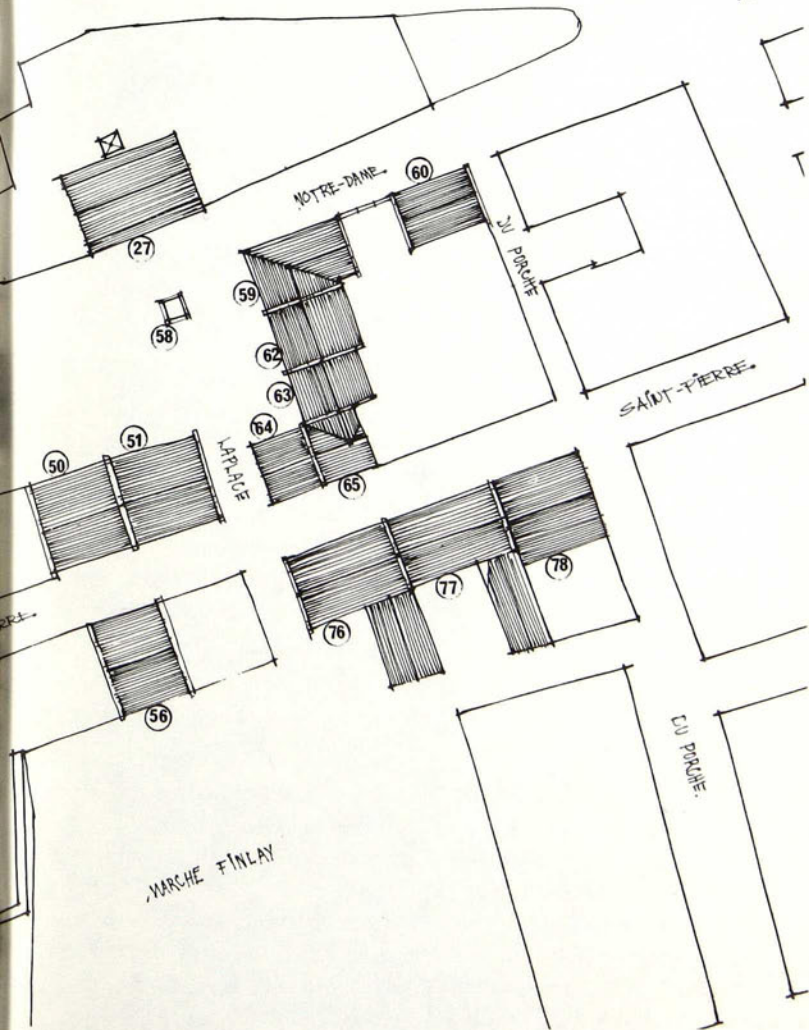 NOTRE-DAME.
60
DU PORCHE
27
59
58
62
63
SAINT-PIERRE.
64
51
50
LAPLACE
65
78
77
76
RRE.
56
DU PORCHE.
MARCHE FINLAY